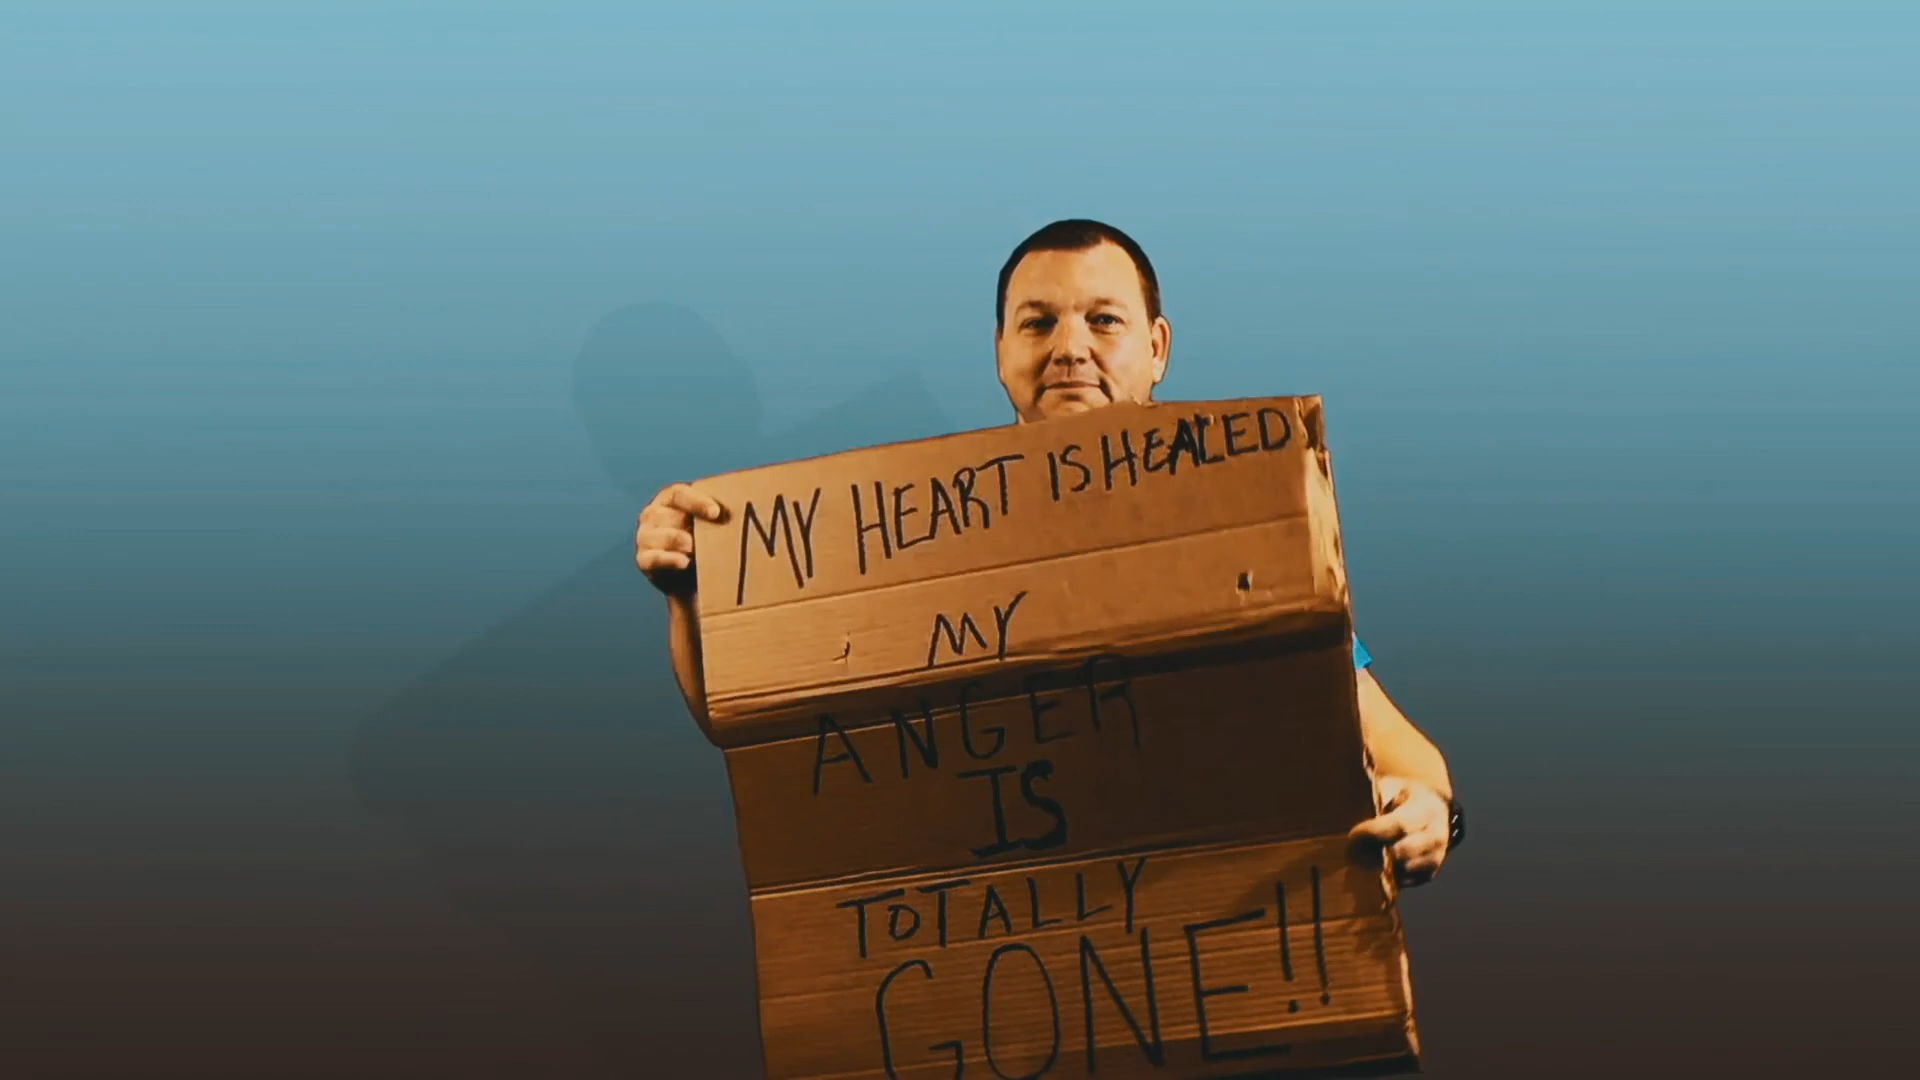 MY HEART IS HEALED
MY
ANGER
IS
TOTALLY
GONE!!